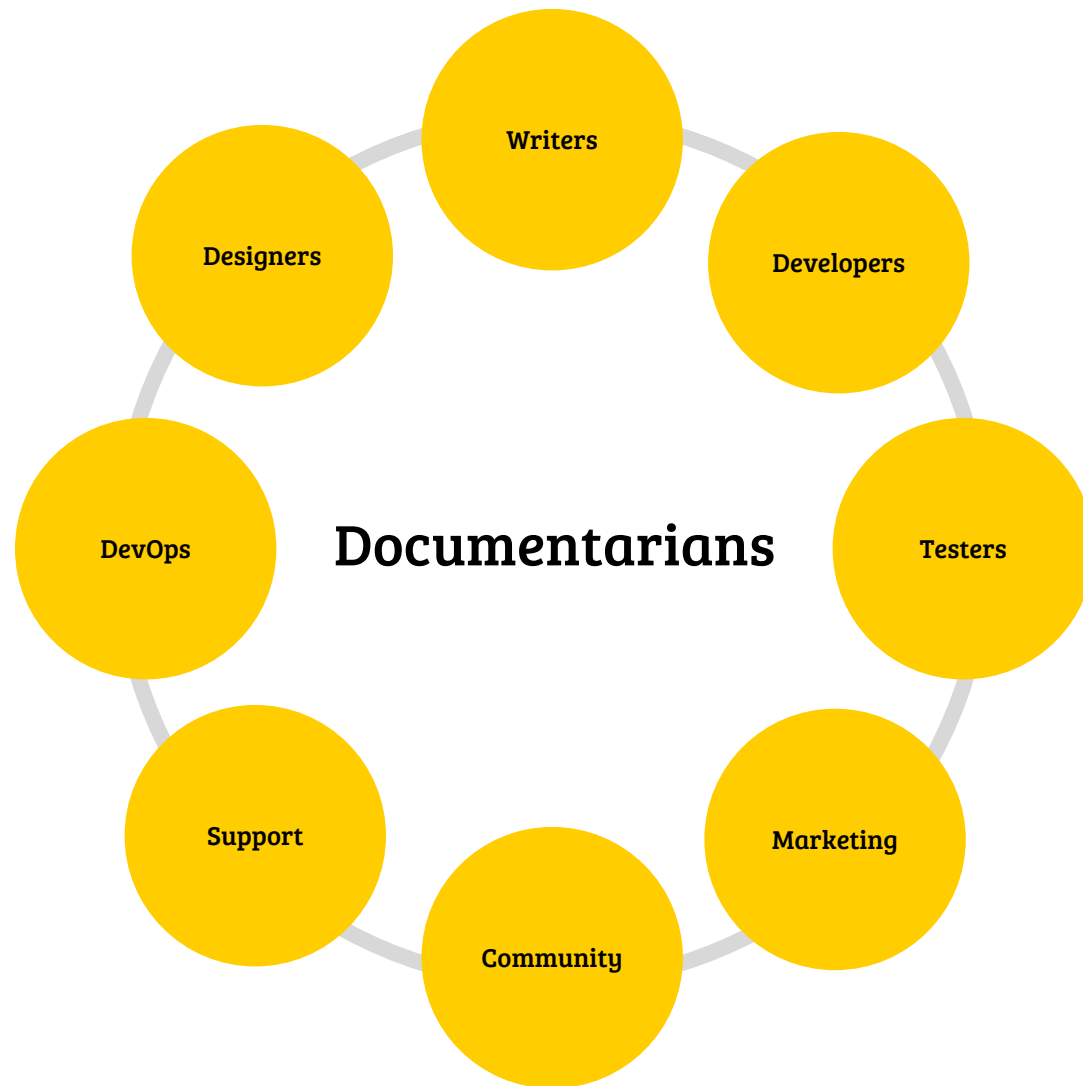 Writers
Designers
Developers
DevOps
Documentarians
Testers
Support
Marketing
Community